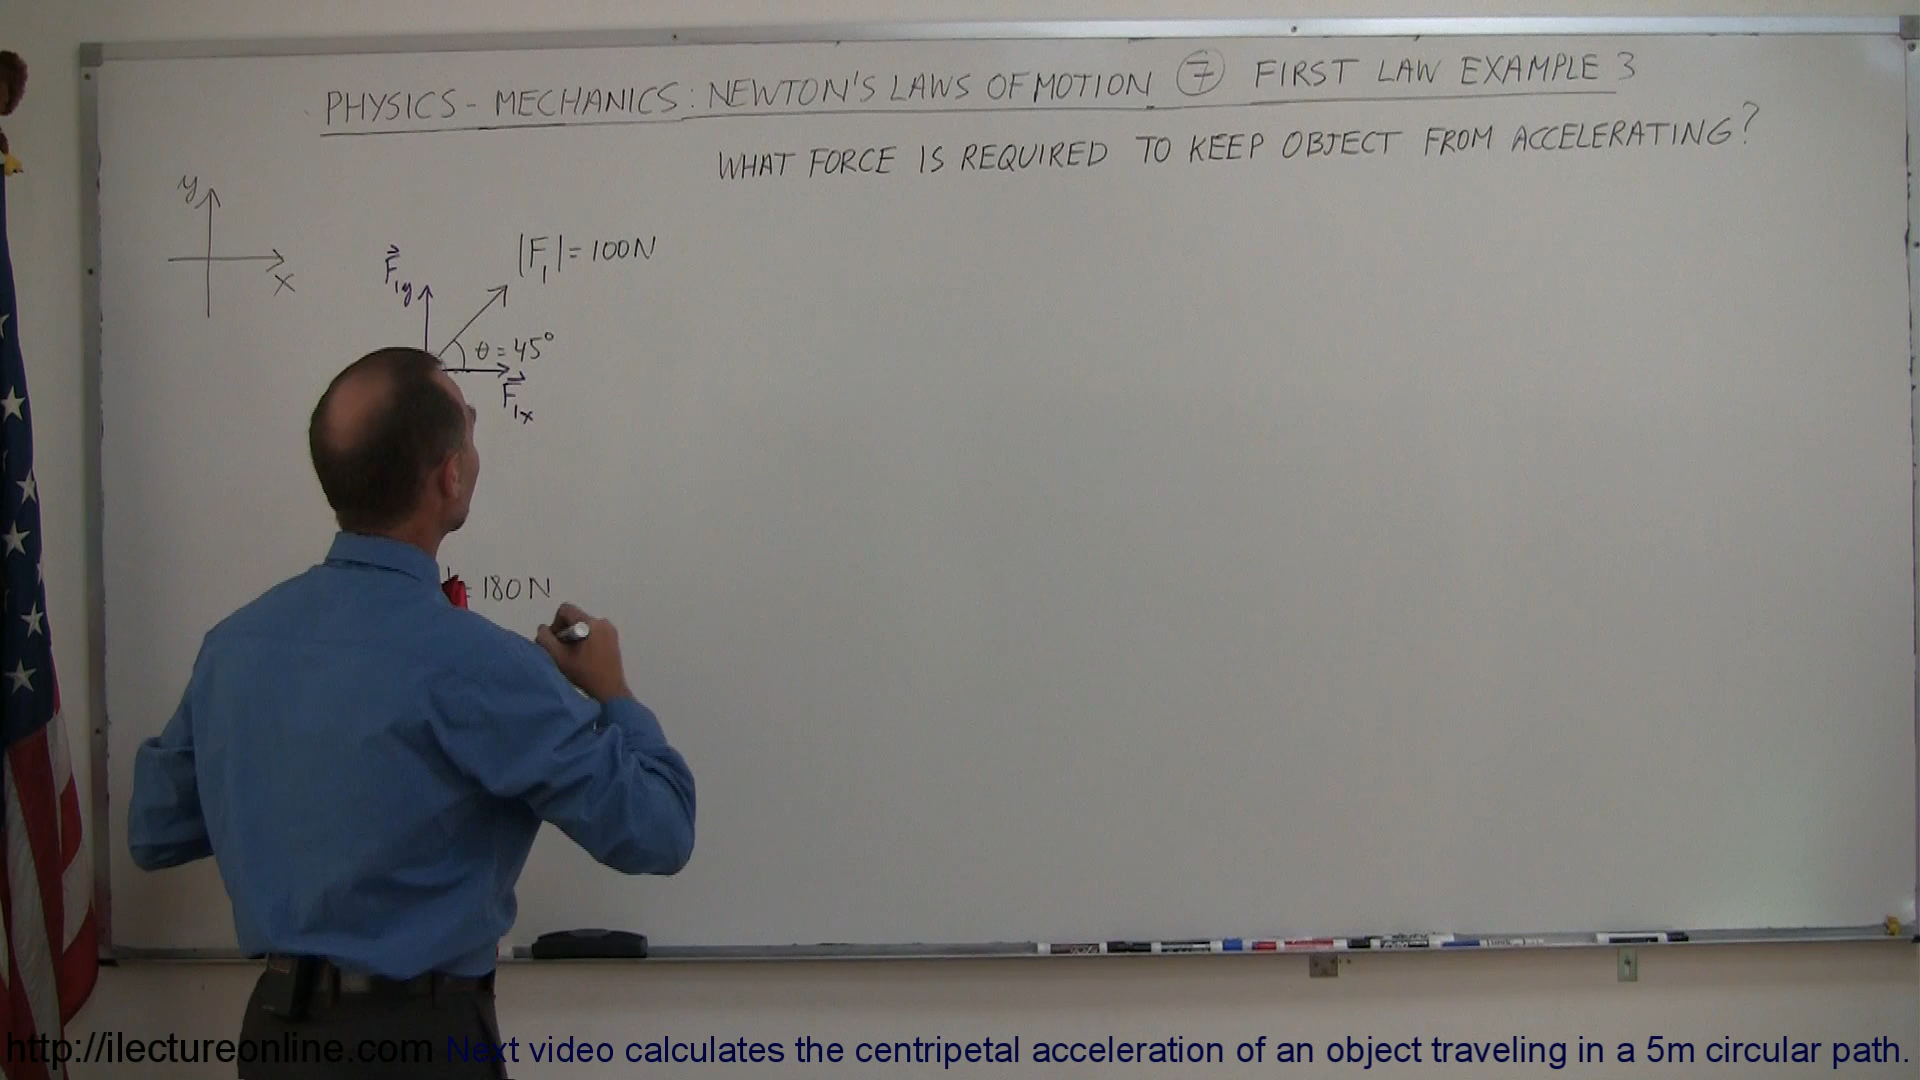 PHYSICS - MECHANICS: NEWTON'S LAWS OF MOTION 7 FIRST LAW EXAMPLE 3
WHAT FORCE IS REQUIRED TO KEEP OBJECT FROM ACCELERATING?
y
x
|F₁| = 100N
F⃗₁y
θ = 45°
F⃗₁x
= 180N
http://ilectureonline.com Next video calculates the centripetal acceleration of an object traveling in a 5m circular path.